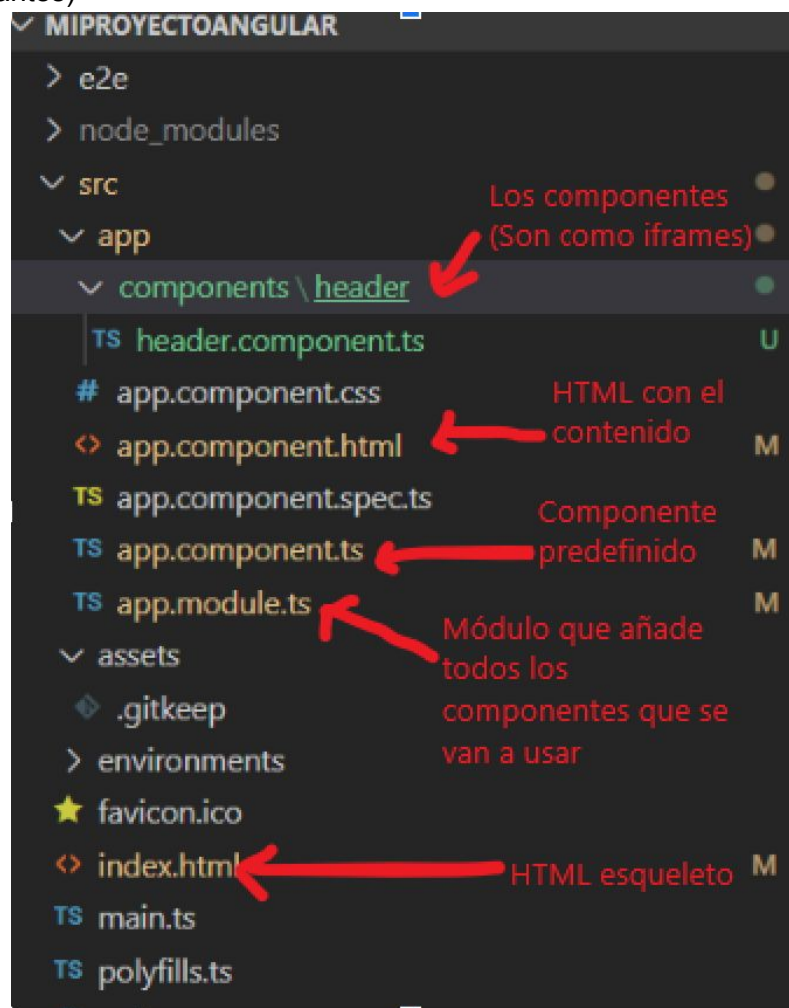 MIPROYECTOANGULAR
e2e
node_modules
src
Los componentes
(Son como iframes)
app
components \ header
TS header.component.ts U
# app.component.css
HTML con el
contenido
<> app.component.html M
TS app.component.spec.ts
Componente
predefinido
TS app.component.ts M
TS app.module.ts M
Módulo que añade
todos los
componentes que se
van a usar
assets
.gitkeep
environments
favicon.ico
<> index.html M
HTML esqueleto
TS main.ts
TS polyfills.ts